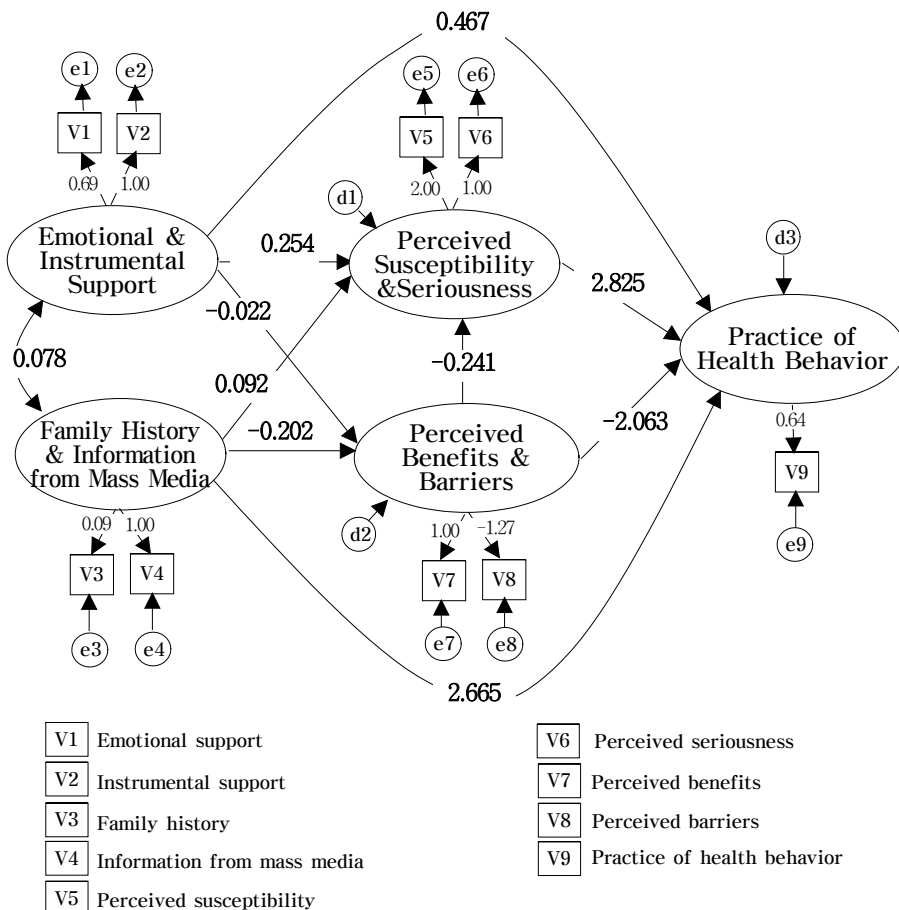 0.467
e1
e2
e5
e6
V1
V2
V5
V6
0.69
1.00
2.00
1.00
d1
d3
Emotional &
Instrumental
Support
0.254
Perceived
Susceptibility
&Seriousness
2.825
-0.022
Practice of
Health Behavior
0.078
-0.241
0.092
Family History
& Information
from Mass Media
-0.202
Perceived
Benefits &
Barriers
-2.063
0.64
V9
0.09
1.00
d2
1.00
-1.27
e9
V3
V4
V7
V8
e3
e4
e7
e8
2.665
V1 Emotional support
V2 Instrumental support
V3 Family history
V4 Information from mass media
V5 Perceived susceptibility
V6 Perceived seriousness
V7 Perceived benefits
V8 Perceived barriers
V9 Practice of health behavior